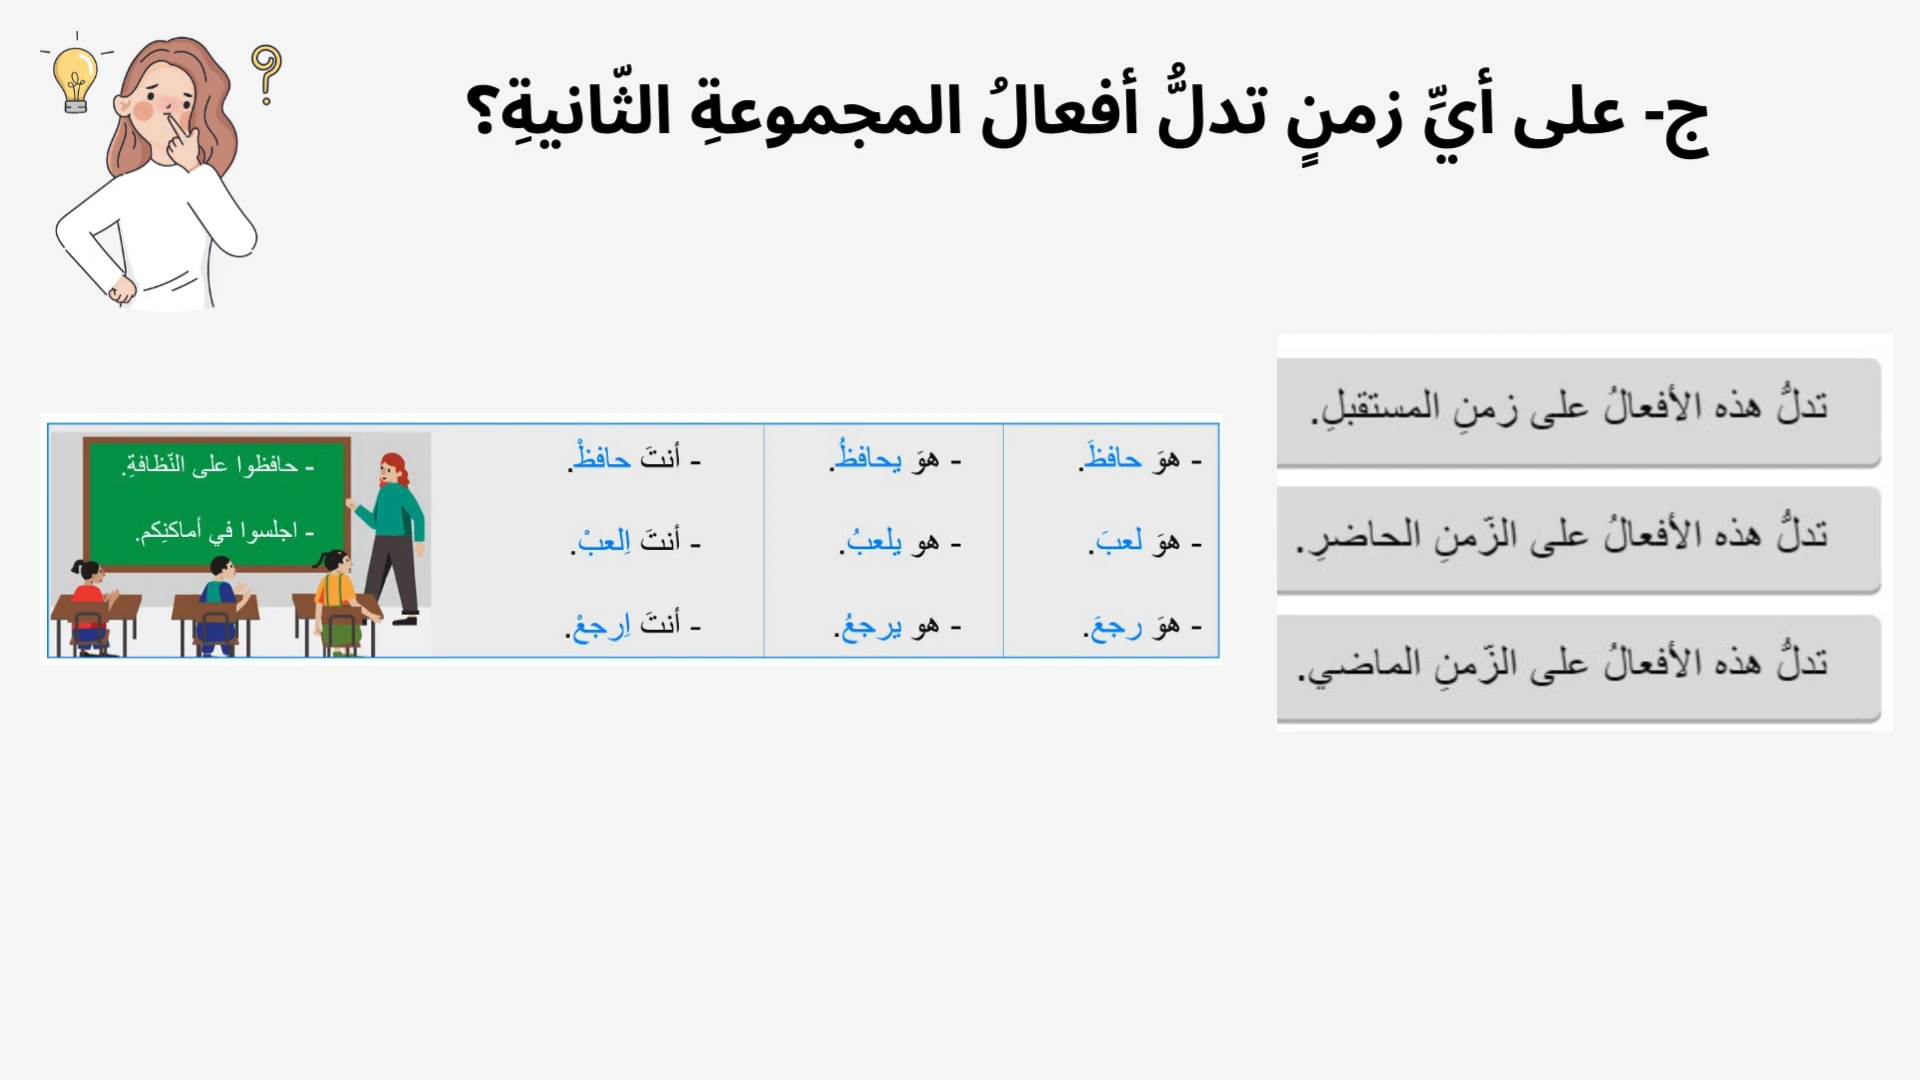 ج- على أيِّ زمنٍ تدلُّ أفعالُ المجموعةِ الثّانيةِ؟
تدلُّ هذه الأفعالُ على زمنِ المستقبلِ.
تدلُّ هذه الأفعالُ على الزّمنِ الحاضرِ.
تدلُّ هذه الأفعالُ على الزّمنِ الماضي.
- هوَ حافظَ.
- هوَ لعبَ.
- هوَ رجعَ.
- هوَ يحافظُ.
- هو يلعبُ.
- هو يرجعُ.
- أنتَ حافظْ.
- أنتَ اِلعبْ.
- أنتَ اِرجعْ.
- حافظوا على النّظافةِ.
- اجلسوا في أماكنِكم.